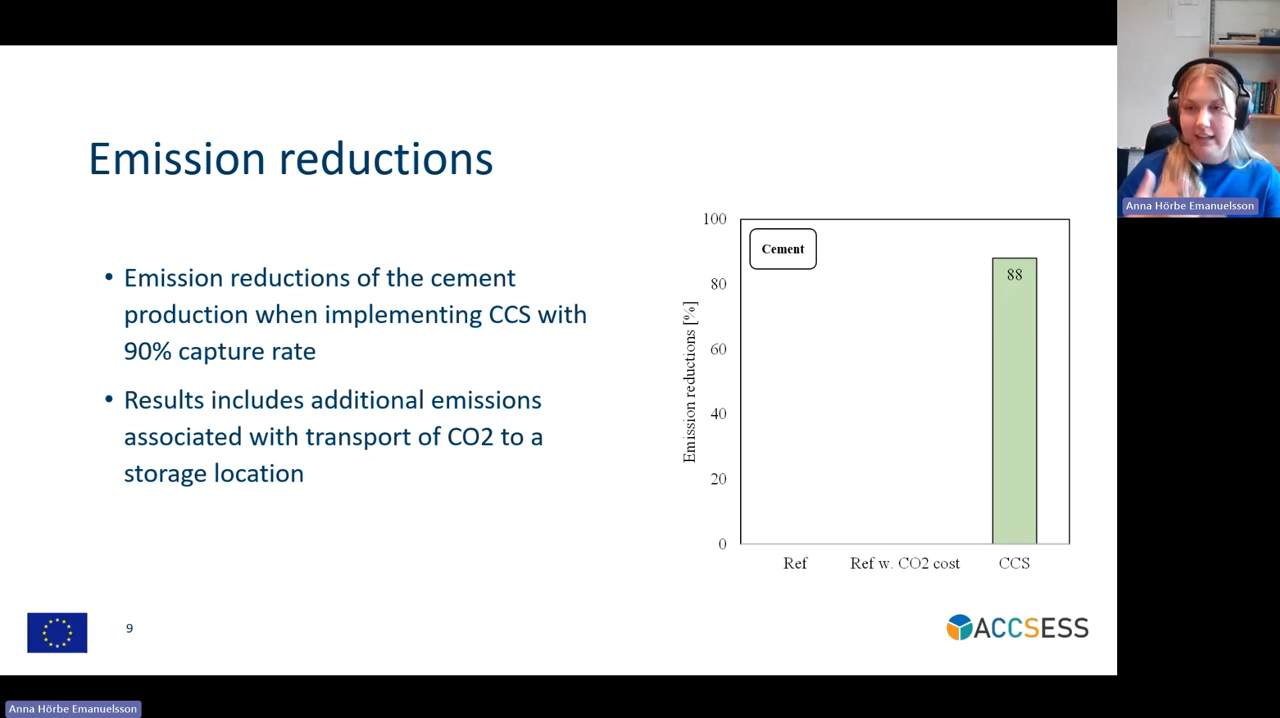 Emission reductions
• Emission reductions of the cement
production when implementing CCS with
90% capture rate
• Results includes additional emissions
associated with transport of CO2 to a
storage location
Emission reductions [%]
100
80
60
40
20
0
Cement
88
Ref
Ref w. CO2 cost
CCS
9
ACCSESS
Anna Hörbe Emanuelsson
Anna Hörbe Emanuelsson